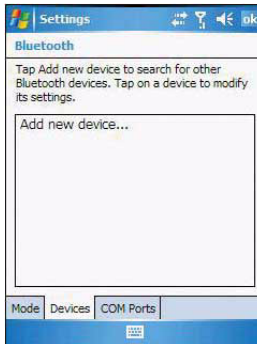 Settings ok
Bluetooth
Tap Add new device to search for other
Bluetooth devices. Tap on a device to modify
its settings.
Add new device...
Mode Devices COM Ports